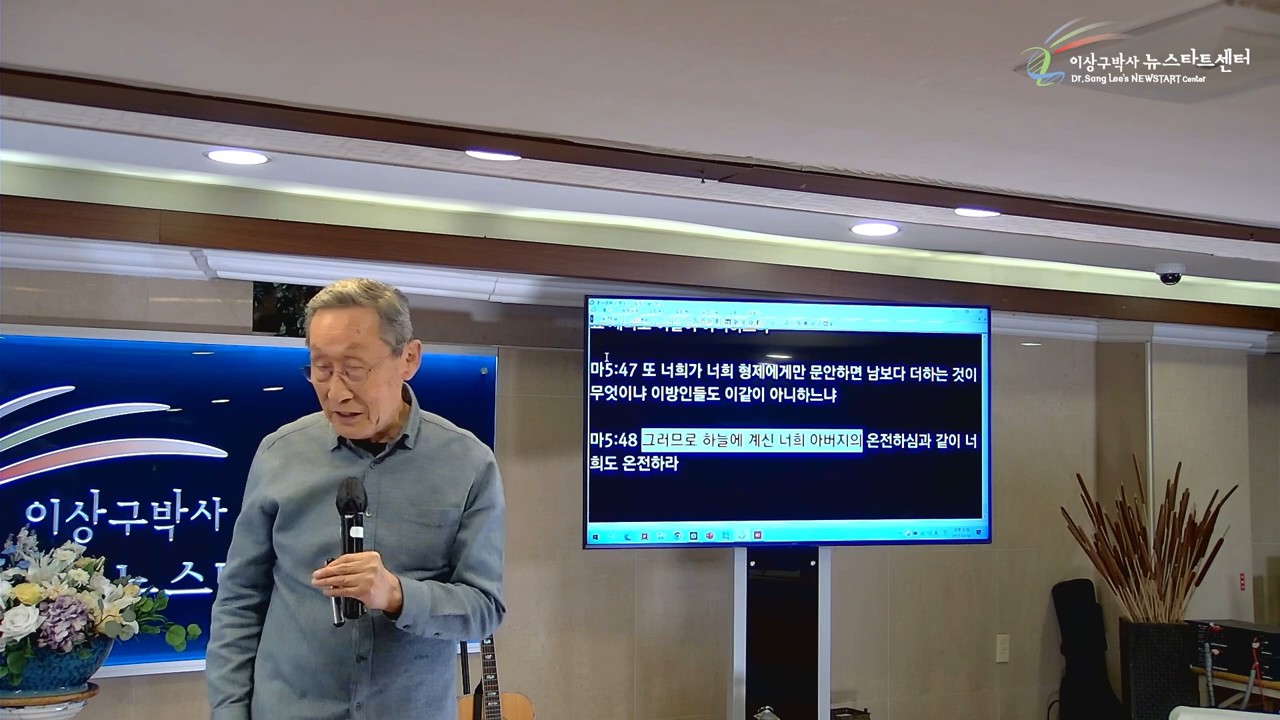 이상구박사 뉴스타트센터
Dr. Sang Lee's NEWSTART Center
마5:47 또 너희가 너희 형제에게만 문안하면 남보다 더하는 것이
무엇이냐 이방인들도 이같이 아니하느냐
마5:48 그러므로 하늘에 계신 너희 아버지의 온전하심과 같이 너
희도 온전하라
이상구박사
뉴스